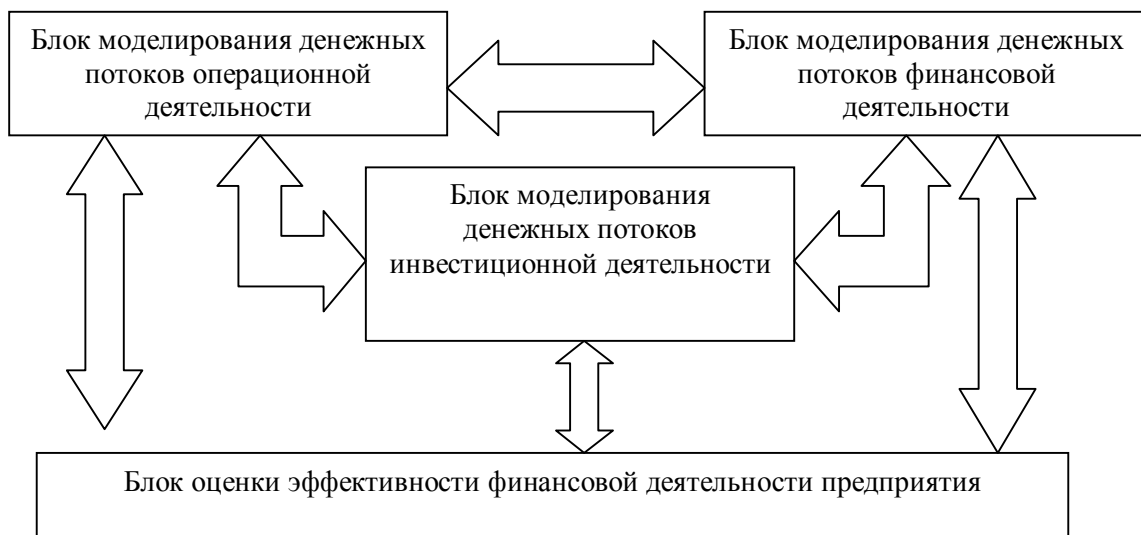 Блок моделирования денежных
потоков операционной
деятельности
Блок моделирования денежных
потоков финансовой
деятельности
Блок моделирования
денежных потоков
инвестиционной деятельности
Блок оценки эффективности финансовой деятельности предприятия